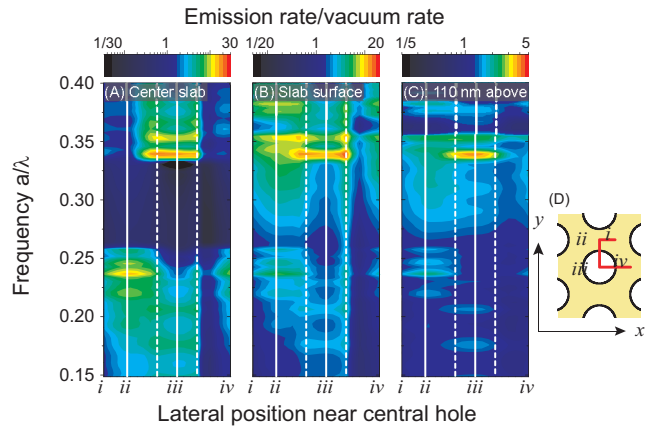 Emission rate/vacuum rate
1/30 1 30 1/20 1 20 1/5 1 5
(A) Center slab (B) Slab surface (C) 110 nm above
Frequency a/λ
0.40
0.35
0.30
0.25
0.20
0.15
i ii iii iv i ii iii iv i ii iii iv
Lateral position near central hole
(D)
y
i
ii
iii iv
x